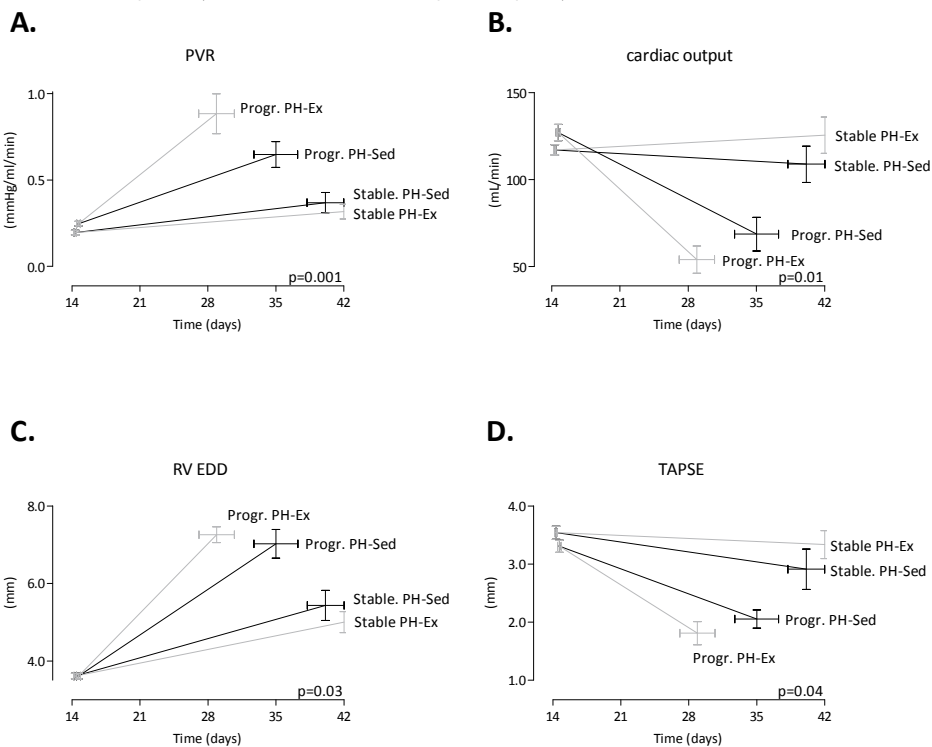 A.
PVR
(mmHg/ml/min)
1.0
0.5
0.0
Progr. PH-Ex
Progr. PH-Sed
Stable. PH-Sed
Stable PH-Ex
p=0.001
14 21 28 35 42
Time (days)
B.
cardiac output
(mL/min)
150
100
50
Stable PH-Ex
Stable. PH-Sed
Progr. PH-Sed
Progr. PH-Ex
p=0.01
14 21 28 35 42
Time (days)
C.
RV EDD
(mm)
8.0
6.0
4.0
Progr. PH-Ex
Progr. PH-Sed
Stable. PH-Sed
Stable PH-Ex
p=0.03
14 21 28 35 42
Time (days)
D.
TAPSE
(mm)
4.0
3.0
2.0
1.0
Stable PH-Ex
Stable. PH-Sed
Progr. PH-Sed
Progr. PH-Ex
p=0.04
14 21 28 35 42
Time (days)